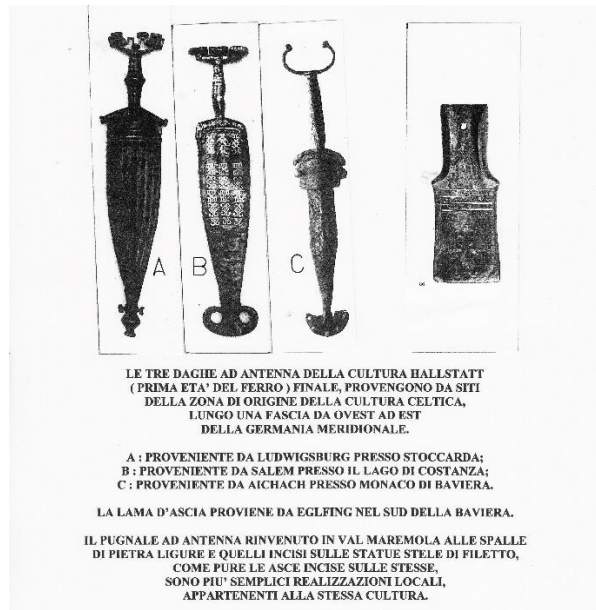 A
B
C
LE TRE DAGHE AD ANTENNA DELLA CULTURA HALLSTATT
( PRIMA ETA' DEL FERRO ) FINALE, PROVENGONO DA SITI
DELLA ZONA DI ORIGINE DELLA CULTURA CELTICA,
LUNGO UNA FASCIA DA OVEST AD EST
DELLA GERMANIA MERIDIONALE.
A : PROVENIENTE DA LUDWIGSBURG PRESSO STOCCARDA;
B : PROVENIENTE DA SALEM PRESSO IL LAGO DI COSTANZA;
C : PROVENIENTE DA AICHACH PRESSO MONACO DI BAVIERA.
LA LAMA D'ASCIA PROVIENE DA EGLFING NEL SUD DELLA BAVIERA.
IL PUGNALE AD ANTENNA RINVENUTO IN VAL MAREMOLA ALLE SPALLE
DI PIETRA LIGURE E QUELLI INCISI SULLE STATUE STELE DI FILETTO,
COME PURE LE ASCE INCISE SULLE STESSE,
SONO PIU' SEMPLICI REALIZZAZIONI LOCALI,
APPARTENENTI ALLA STESSA CULTURA.